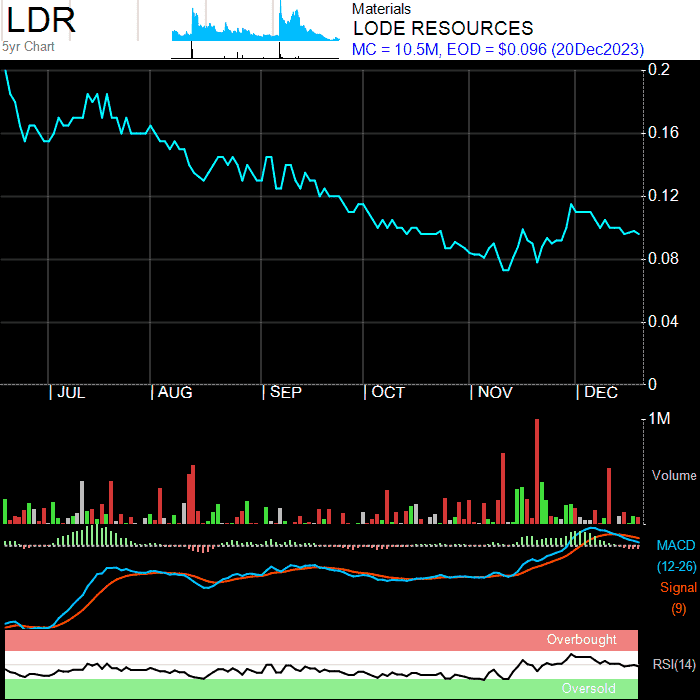 LDR
5yr Chart
Materials
LODE RESOURCES
MC = 10.5M, EOD = $0.096 (20Dec2023)
0.2
0.16
0.12
0.08
0.04
0
| JUL
| AUG
| SEP
| OCT
| NOV
| DEC
1M
Volume
MACD
(12-26)
Signal
(9)
Overbought
RSI(14)
Oversold